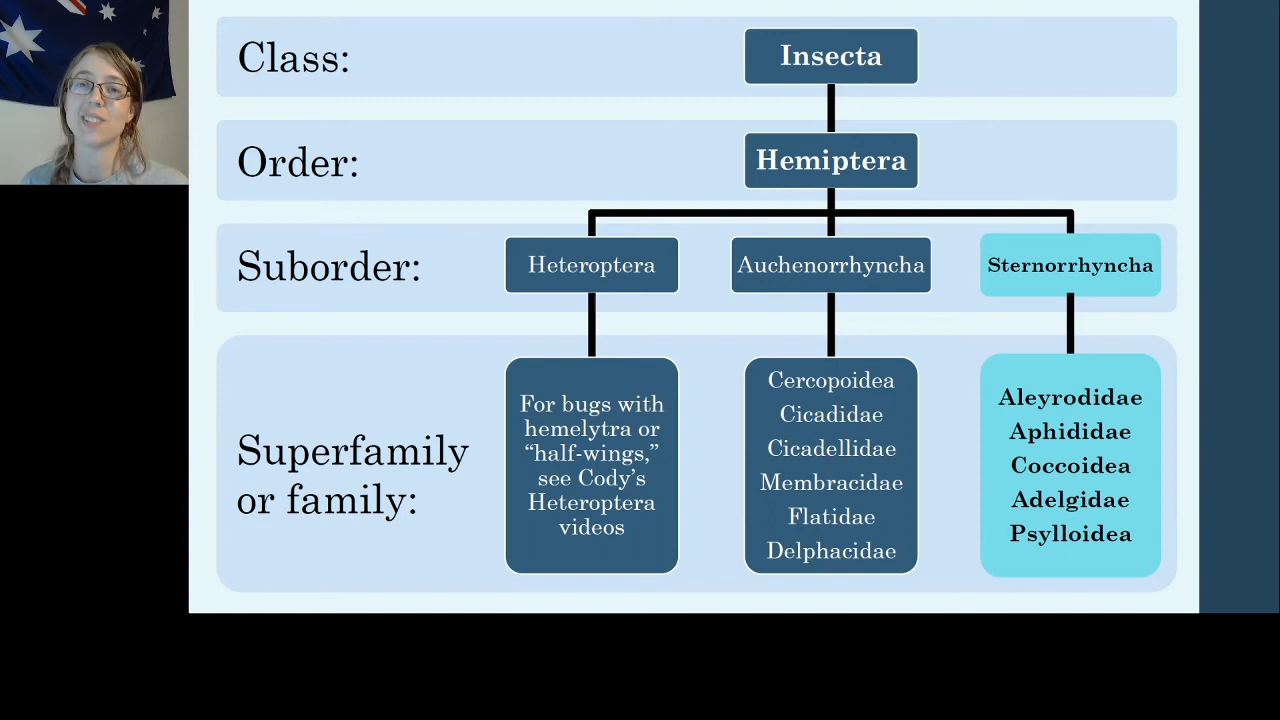 Class:
Insecta
Order:
Hemiptera
Suborder:
Heteroptera
Auchenorrhyncha
Sternorrhyncha
Superfamily
or family:
For bugs with
hemelytra or
“half-wings,”
see Cody’s
Heteroptera
videos
Cercopoidea
Cicadidae
Cicadellidae
Membracidae
Flatidae
Delphacidae
Aleyrodidae
Aphididae
Coccoidea
Adelgidae
Psylloidea